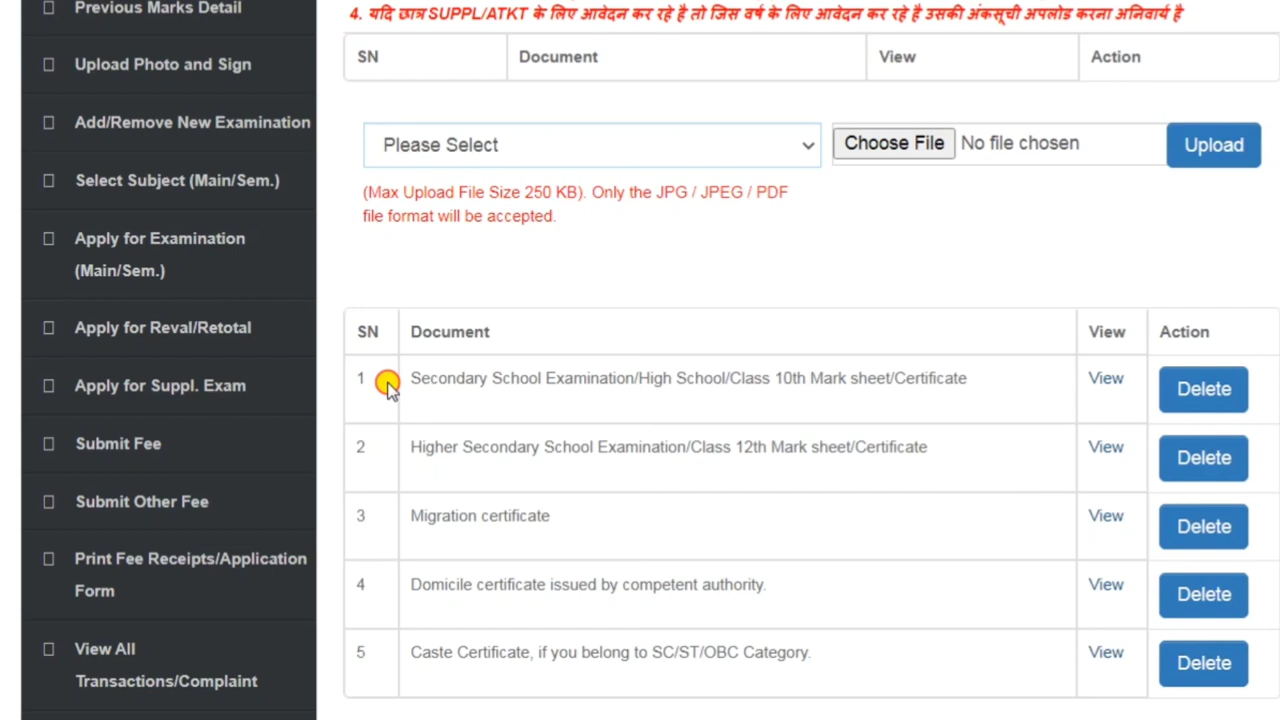 Previous Marks Detail
Upload Photo and Sign
Add/Remove New Examination
Select Subject (Main/Sem.)
Apply for Examination
(Main/Sem.)
Apply for Reval/Retotal
Apply for Suppl. Exam
Submit Fee
Submit Other Fee
Print Fee Receipts/Application
Form
View All
Transactions/Complaint
4. यदि छात्र SUPPL/ATKT के लिए आवेदन कर रहे है तो जिस वर्ष के लिए आवेदन कर रहे है उसकी अंकसूची अपलोड करना अनिवार्य है
SN Document View Action
Please Select Choose File No file chosen Upload
(Max Upload File Size 250 KB). Only the JPG / JPEG / PDF
file format will be accepted.
SN Document View Action
1 Secondary School Examination/High School/Class 10th Mark sheet/Certificate View Delete
2 Higher Secondary School Examination/Class 12th Mark sheet/Certificate View Delete
3 Migration certificate View Delete
4 Domicile certificate issued by competent authority. View Delete
5 Caste Certificate, if you belong to SC/ST/OBC Category. View Delete